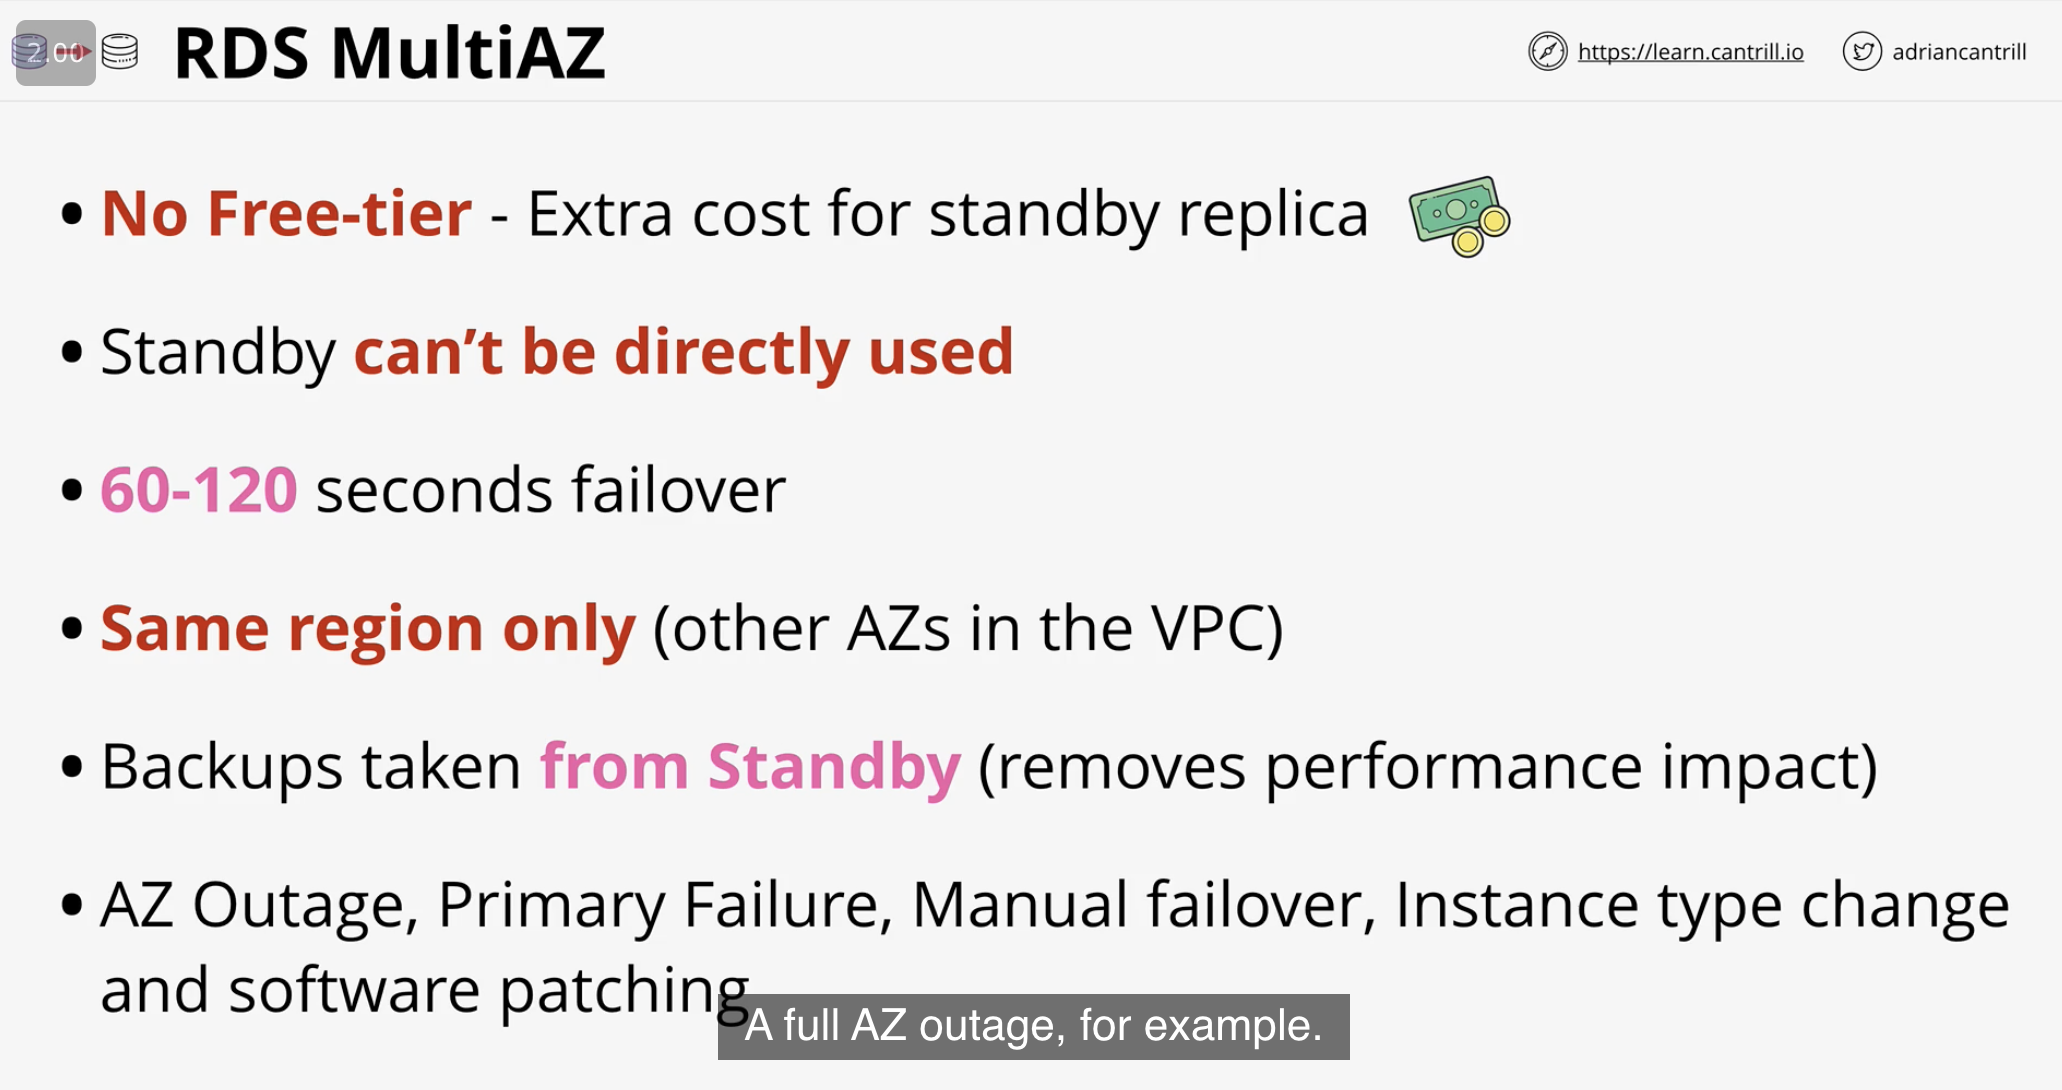 2.00
RDS MultiAZ
https://learn.cantrill.io
adriancantrill
• No Free-tier - Extra cost for standby replica
• Standby can’t be directly used
• 60-120 seconds failover
• Same region only (other AZs in the VPC)
• Backups taken from Standby (removes performance impact)
• AZ Outage, Primary Failure, Manual failover, Instance type change
and software patching
A full AZ outage, for example.